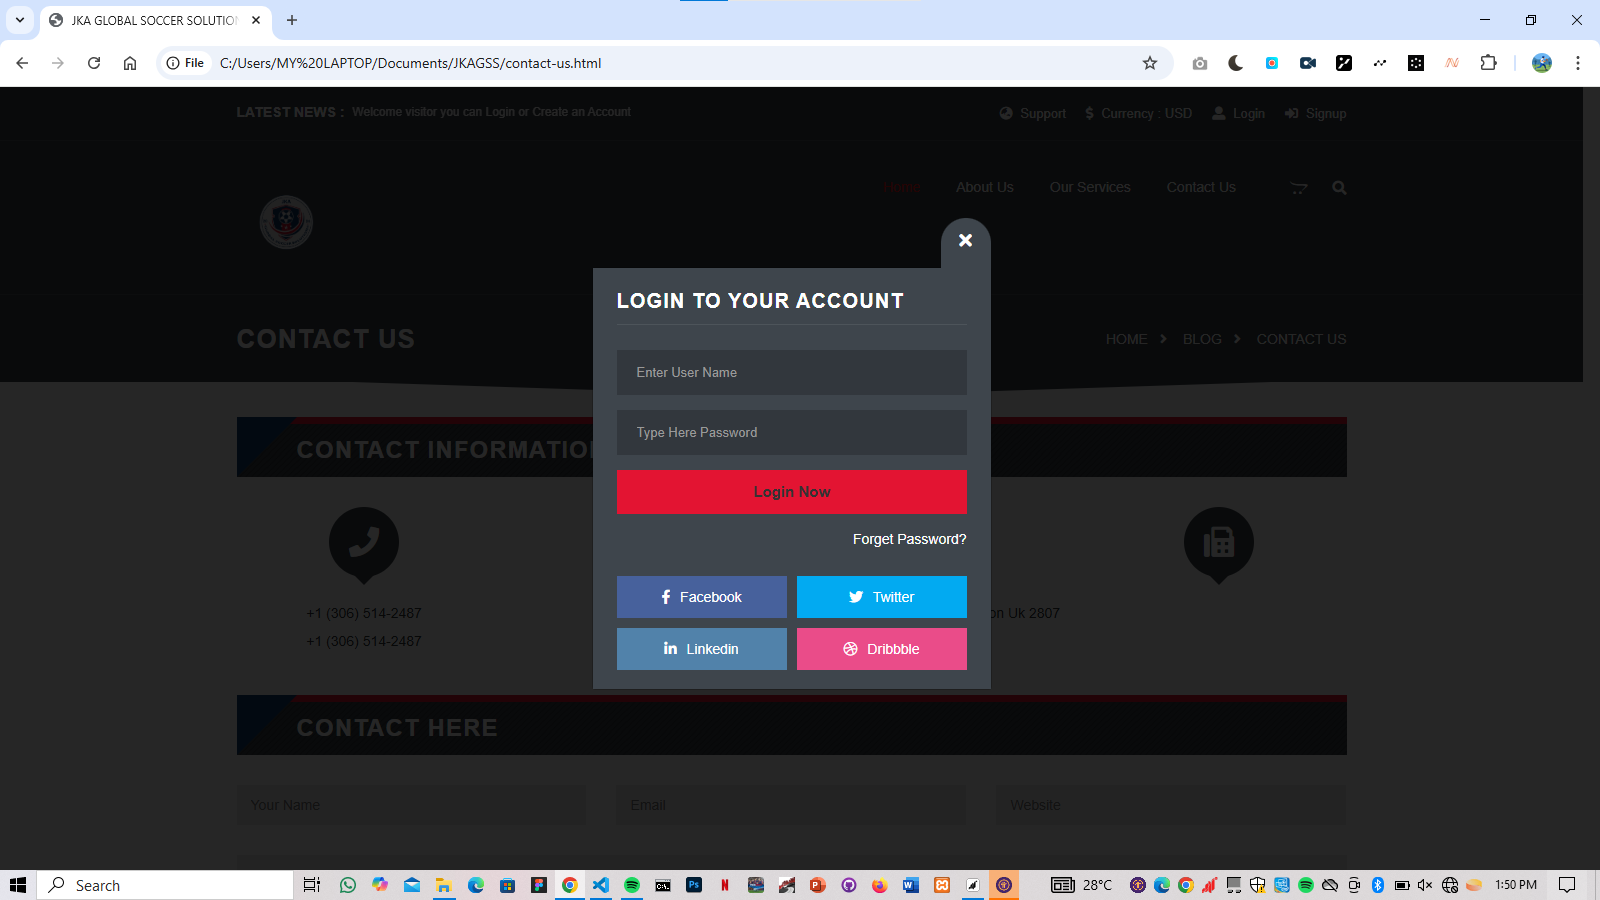 JKA GLOBAL SOCCER SOLUTION
File C:/Users/MY%20LAPTOP/Documents/JKAGSS/contact-us.html
LATEST NEWS : Welcome visitor you can Login or Create an Account
Support Currency : USD Login Signup
Home About Us Our Services Contact Us
CONTACT US
HOME BLOG CONTACT US
LOGIN TO YOUR ACCOUNT
Enter User Name
Type Here Password
Login Now
Forget Password?
Facebook Twitter
Linkedin Dribbble
CONTACT INFORMATIO
+1 (306) 514-2487
+1 (306) 514-2487
on Uk 2807
CONTACT HERE
Your Name Email Website
Search
28°C
1:50 PM